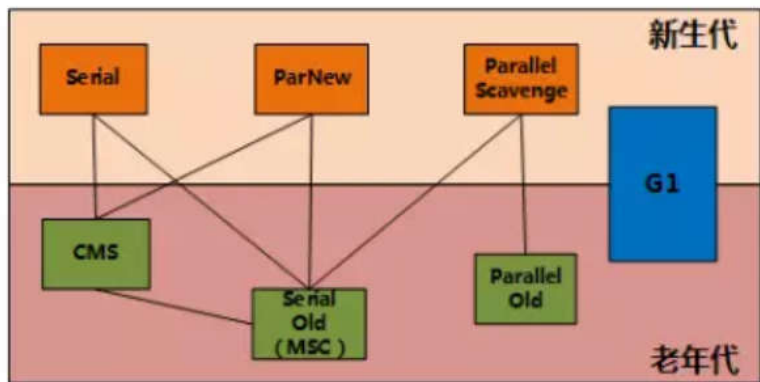 新生代
Serial
ParNew
Parallel
Scavenge
G1
CMS
Serial
Old
（MSC）
Parallel
Old
老年代